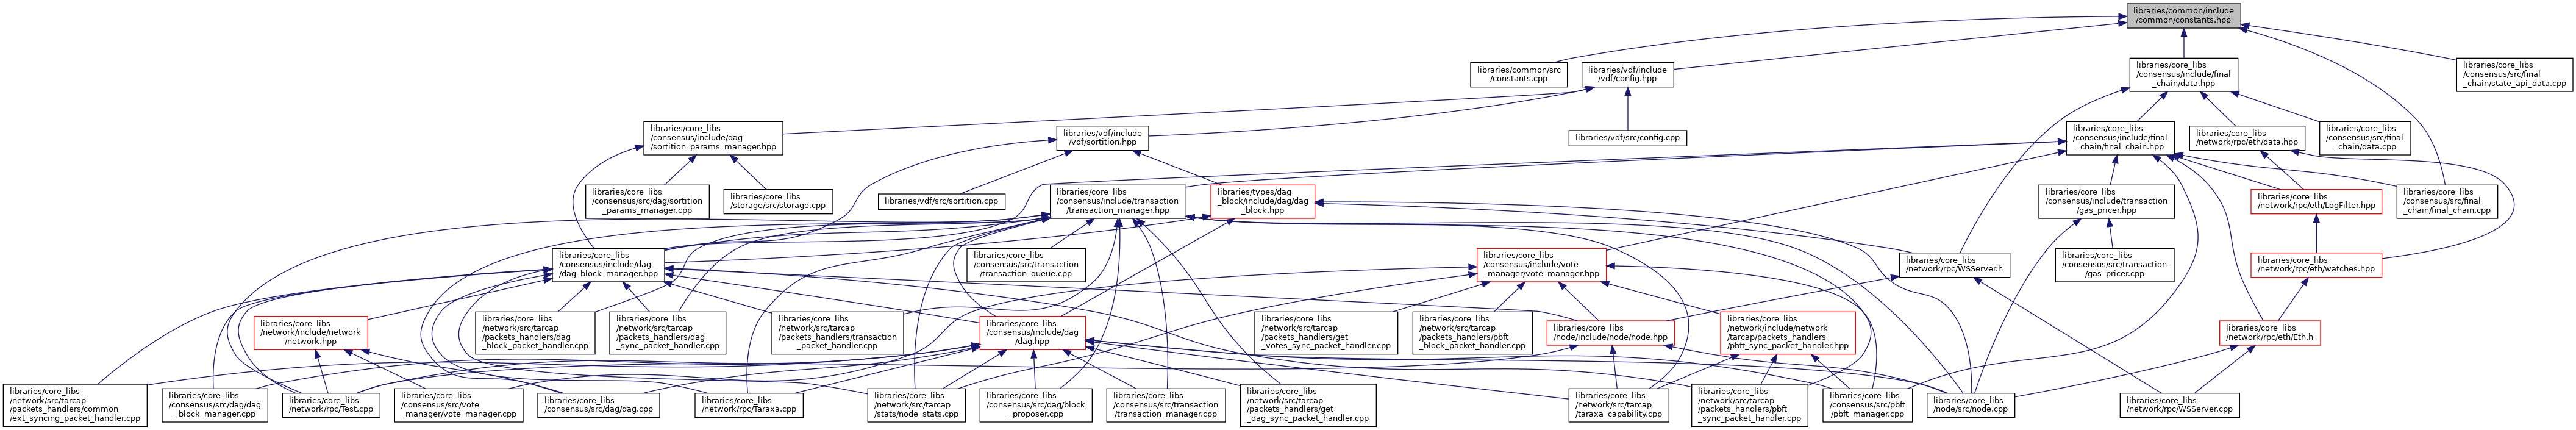 libraries/common/include
/common/constants.hpp
libraries/common/src
/constants.cpp
libraries/vdf/include
/vdf/config.hpp
libraries/core_libs
/consensus/include/final
_chain/data.hpp
libraries/core_libs
/consensus/src/final
_chain/state_api_data.cpp
libraries/core_libs
/consensus/include/dag
/sortition_params_manager.hpp
libraries/vdf/include
/vdf/sortition.hpp
libraries/vdf/src/config.cpp
libraries/core_libs
/consensus/include/final
_chain/final_chain.hpp
libraries/core_libs
/network/rpc/eth/data.hpp
libraries/core_libs
/consensus/src/final
_chain/data.cpp
libraries/core_libs
/consensus/src/dag/sortition
_params_manager.cpp
libraries/core_libs
/storage/src/storage.cpp
libraries/vdf/src/sortition.cpp
libraries/core_libs
/consensus/include/transaction
/transaction_manager.hpp
libraries/types/dag
_block/include/dag/dag
_block.hpp
libraries/core_libs
/consensus/include/transaction
/gas_pricer.hpp
libraries/core_libs
/network/rpc/eth/LogFilter.hpp
libraries/core_libs
/consensus/src/final
_chain/final_chain.cpp
libraries/core_libs
/consensus/include/dag
/dag_block_manager.hpp
libraries/core_libs
/consensus/src/transaction
/transaction_queue.cpp
libraries/core_libs
/consensus/include/vote
_manager/vote_manager.hpp
libraries/core_libs
/network/rpc/WSServer.h
libraries/core_libs
/consensus/src/transaction
/gas_pricer.cpp
libraries/core_libs
/network/rpc/eth/watches.hpp
libraries/core_libs
/network/include/network
/network.hpp
libraries/core_libs
/network/src/tarcap
/packets_handlers/dag
_block_packet_handler.cpp
libraries/core_libs
/network/src/tarcap
/packets_handlers/dag
_sync_packet_handler.cpp
libraries/core_libs
/network/src/tarcap
/packets_handlers/transaction
_packet_handler.cpp
libraries/core_libs
/consensus/include/dag
/dag.hpp
libraries/core_libs
/network/src/tarcap
/packets_handlers/get
_votes_sync_packet_handler.cpp
libraries/core_libs
/network/src/tarcap
/packets_handlers/pbft
_block_packet_handler.cpp
libraries/core_libs
/node/include/node/node.hpp
libraries/core_libs
/network/include/network
/tarcap/packets_handlers
/pbft_sync_packet_handler.hpp
libraries/core_libs
/network/rpc/eth/Eth.h
libraries/core_libs
/network/src/tarcap
/packets_handlers/common
/ext_syncing_packet_handler.cpp
libraries/core_libs
/consensus/src/dag/dag
_block_manager.cpp
libraries/core_libs
/network/rpc/Test.cpp
libraries/core_libs
/consensus/src/vote
_manager/vote_manager.cpp
libraries/core_libs
/consensus/src/dag/dag.cpp
libraries/core_libs
/network/rpc/Taraxa.cpp
libraries/core_libs
/network/src/tarcap
/stats/node_stats.cpp
libraries/core_libs
/consensus/src/dag/block
_proposer.cpp
libraries/core_libs
/consensus/src/transaction
/transaction_manager.cpp
libraries/core_libs
/network/src/tarcap
/packets_handlers/get
_dag_sync_packet_handler.cpp
libraries/core_libs
/network/src/tarcap
/taraxa_capability.cpp
libraries/core_libs
/network/src/tarcap
/packets_handlers/pbft
_sync_packet_handler.cpp
libraries/core_libs
/consensus/src/pbft
/pbft_manager.cpp
libraries/core_libs
/node/src/node.cpp
libraries/core_libs
/network/rpc/WSServer.cpp